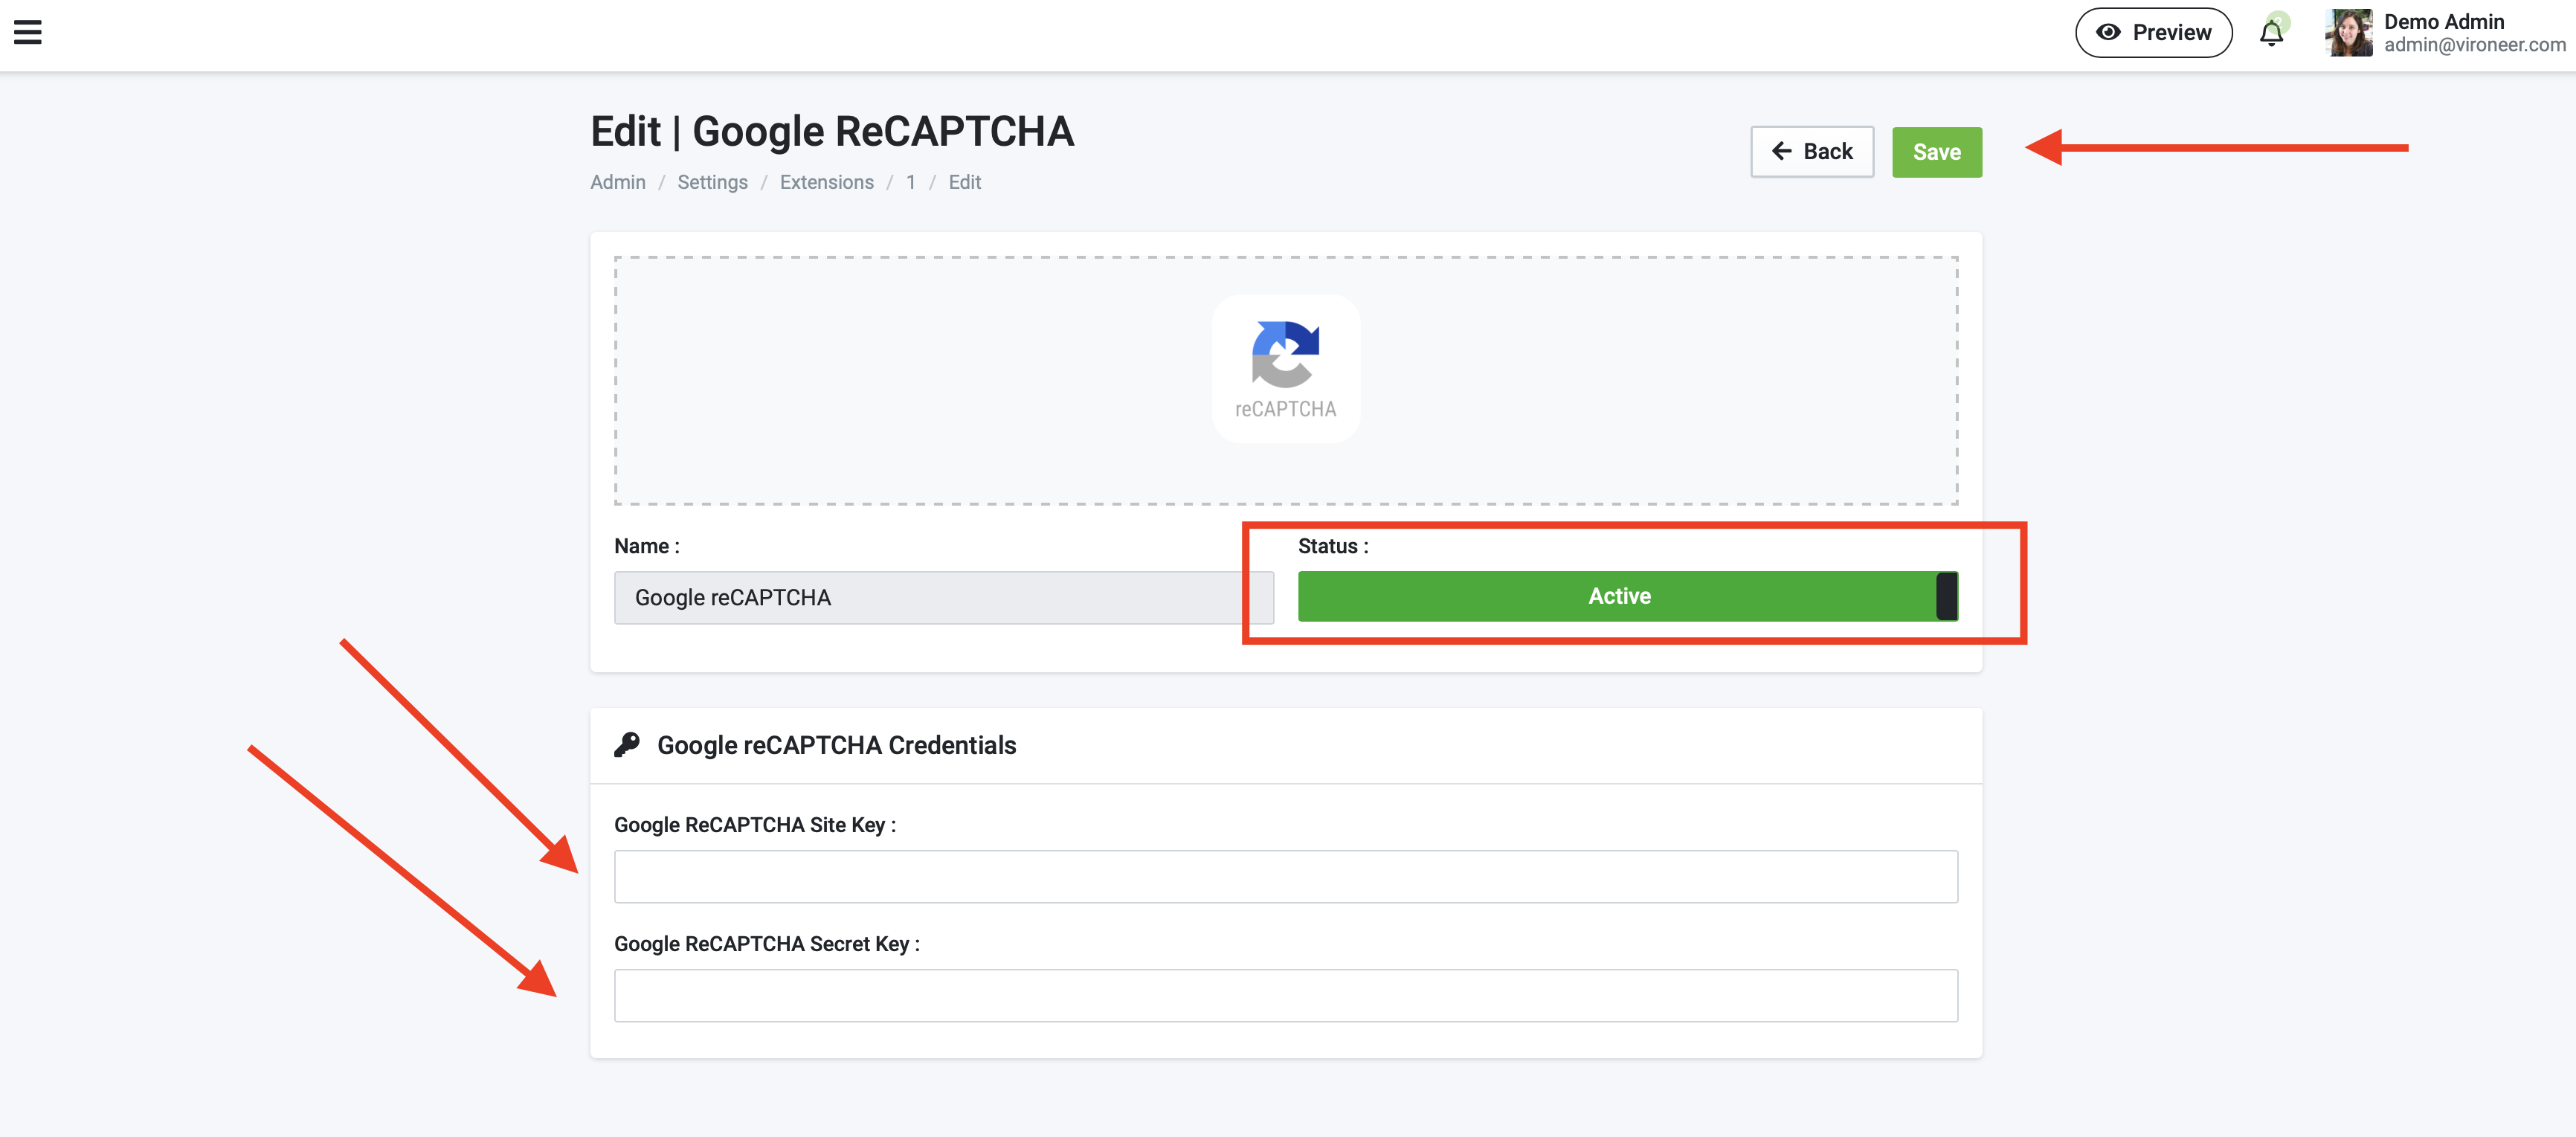 Preview
Demo Admin
admin@vironeer.com
Edit | Google ReCAPTCHA
Admin / Settings / Extensions / 1 / Edit
Back
Save
reCAPTCHA
Name :
Status :
Google reCAPTCHA
Active
Google reCAPTCHA Credentials
Google ReCAPTCHA Site Key :
Google ReCAPTCHA Secret Key :